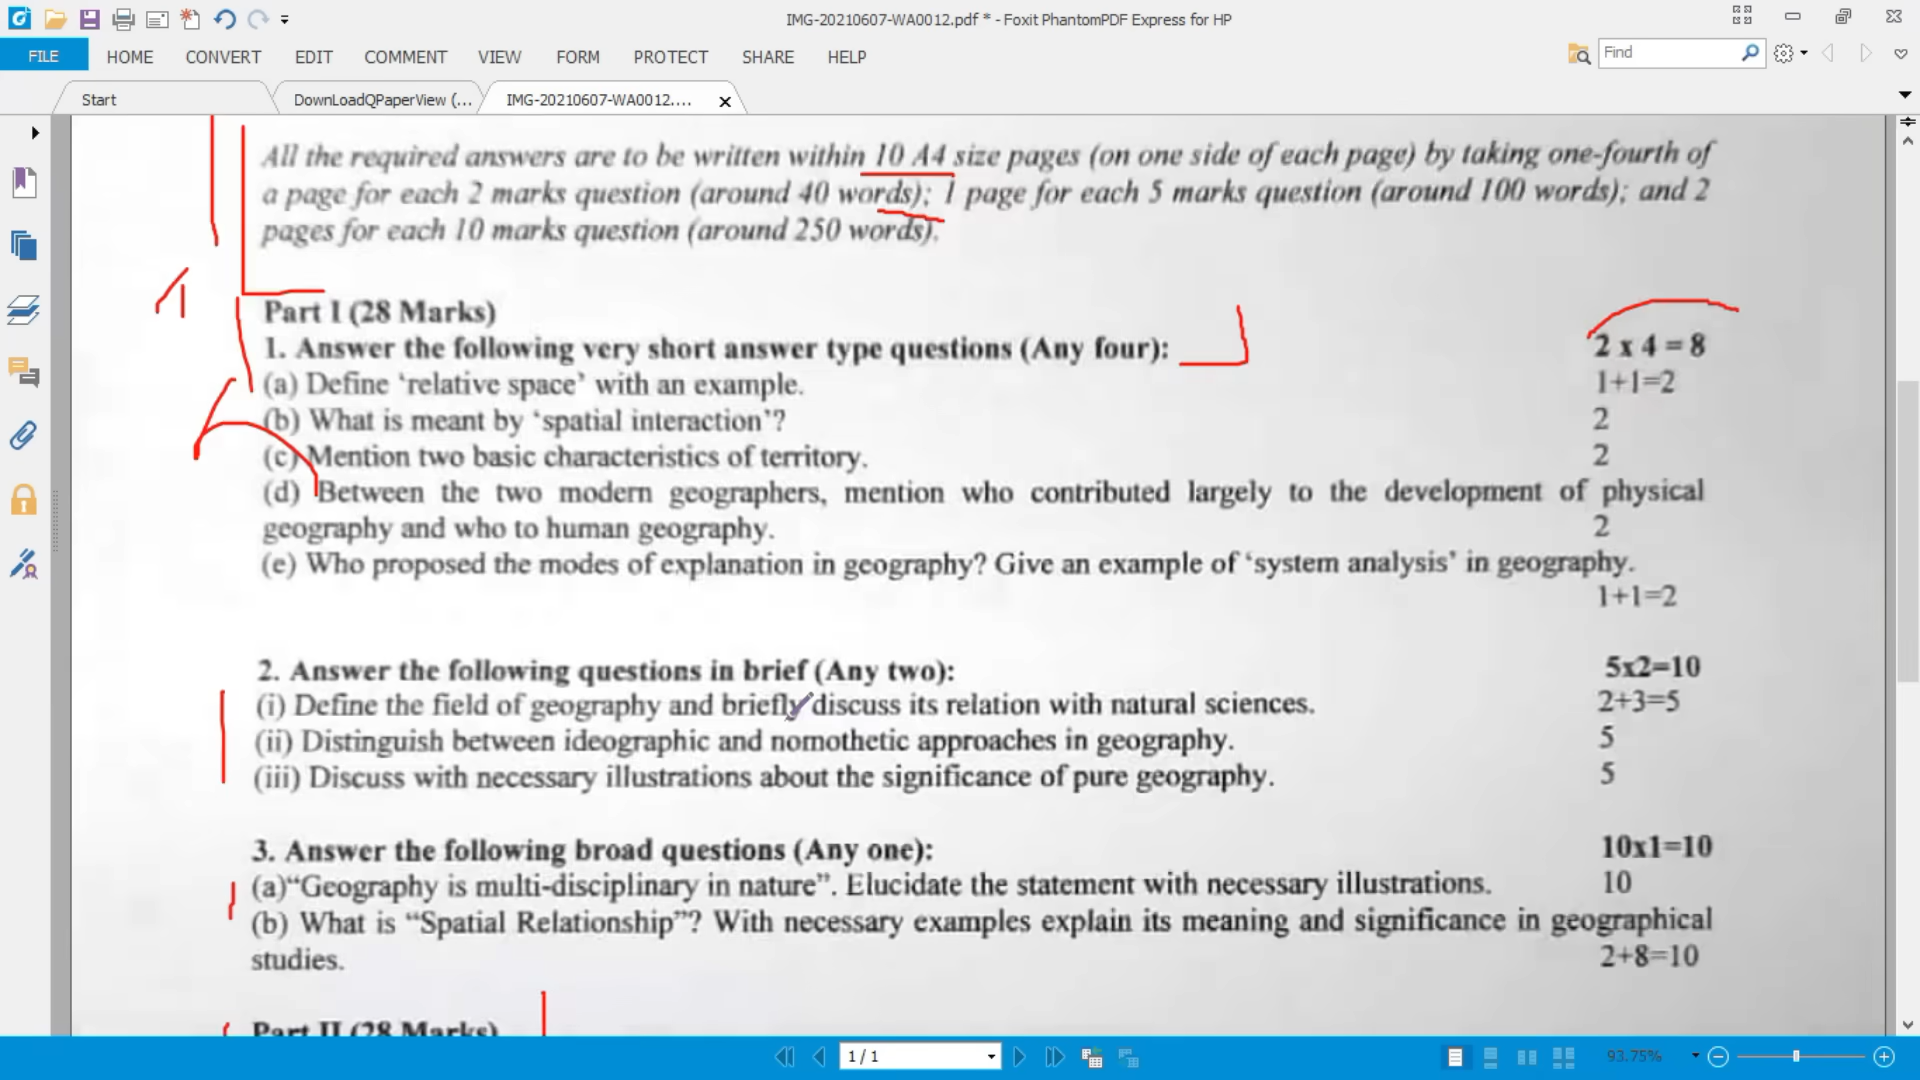 IMG-20210607-WA0012.pdf * - Foxit PhantomPDF Express for HP
FILE HOME CONVERT EDIT COMMENT VIEW FORM PROTECT SHARE HELP
Find
Start DownLoadQPaperView (... IMG-20210607-WA0012....
All the required answers are to be written within 10 A4 size pages (on one side of each page) by taking one-fourth of
a page for each 2 marks question (around 40 words); 1 page for each 5 marks question (around 100 words); and 2
pages for each 10 marks question (around 250 words).
Part I (28 Marks)
1. Answer the following very short answer type questions (Any four): 2 x 4 = 8
(a) Define ‘relative space’ with an example. 1+1=2
(b) What is meant by ‘spatial interaction’? 2
(c) Mention two basic characteristics of territory. 2
(d) Between the two modern geographers, mention who contributed largely to the development of physical
geography and who to human geography. 2
(e) Who proposed the modes of explanation in geography? Give an example of ‘system analysis’ in geography.
1+1=2
2. Answer the following questions in brief (Any two): 5x2=10
(i) Define the field of geography and briefly discuss its relation with natural sciences. 2+3=5
(ii) Distinguish between ideographic and nomothetic approaches in geography. 5
(iii) Discuss with necessary illustrations about the significance of pure geography. 5
3. Answer the following broad questions (Any one): 10x1=10
(a)“Geography is multi-disciplinary in nature”. Elucidate the statement with necessary illustrations. 10
(b) What is “Spatial Relationship”? With necessary examples explain its meaning and significance in geographical
studies. 2+8=10
Part II (28 Marks)
1 / 1
93.75%